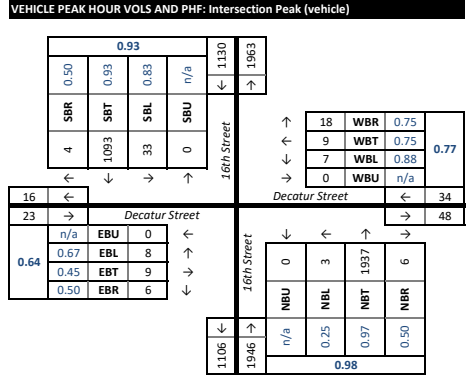 VEHICLE PEAK HOUR VOLS AND PHF: Intersection Peak (vehicle)
0.93
1130
1963
0.50
0.93
0.83
n/a
↓ ↑
SBR
SBT
SBL
SBU
16th Street
4
1093
33
0
↑ 18 WBR 0.75
← 9 WBT 0.75
0.77
↓ 7 WBL 0.88
→ 0 WBU n/a
← ↓ → ↑
16 ← Decatur Street ← 34
23 → Decatur Street → 48
n/a EBU 0 ←
0.64
0.67 EBL 8 ↑
0.45 EBT 9 →
0.50 EBR 6 ↓
16th Street
↓ ← ↑ →
0
3
1937
6
NBU
NBL
NBT
NBR
↓ ↑
n/a
0.25
0.97
0.50
1106
1946
0.98